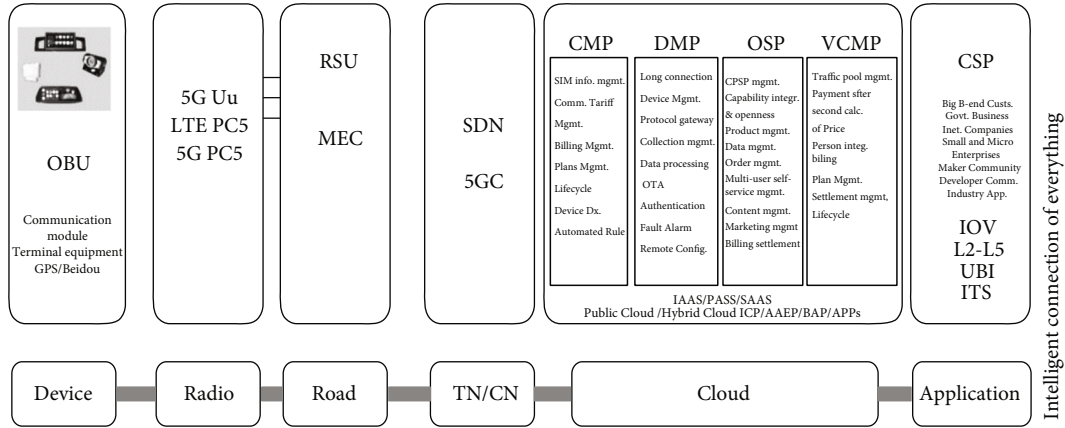 OBU
Communication
module
Terminal equipment
GPS/Beidou
5G Uu
LTE PC5
5G PC5
RSU
MEC
SDN
5GC
CMP
SIM info. mgmt.
Comm. Tariff
Mgmt.
Billing Mgmt.
Plans Mgmt.
Lifecycle
Device Dx.
Automated Rule
DMP
Long connection
Device Mgmt.
Protocol gateway
Collection mgmt.
Data processing
OTA
Authentication
Fault Alarm
Remote Config.
OSP
CPSP mgmt.
Capability integr.
& openness
Product mgmt.
Data mgmt.
Order mgmt.
Multi-user self-
service mgmt.
Content mgmt.
Marketing mgmt
Billing settlement
VCMP
Traffic pool mgmt.
Payment sfter
second calc.
of Price
Person integ.
biling
Plan Mgmt.
Settlement mgmt,
Lifecycle
IAAS/PASS/SAAS
Public Cloud /Hybrid Cloud ICP/AAEP/BAP/APPs
CSP
Big B-end Custs.
Govt. Business
Inet. Companies
Small and Micro
Enterprises
Maker Community
Developer Comm.
Industry App.
IOV
L2-L5
UBI
ITS
Device
Radio
Road
TN/CN
Cloud
Application
Intelligent connection of everything